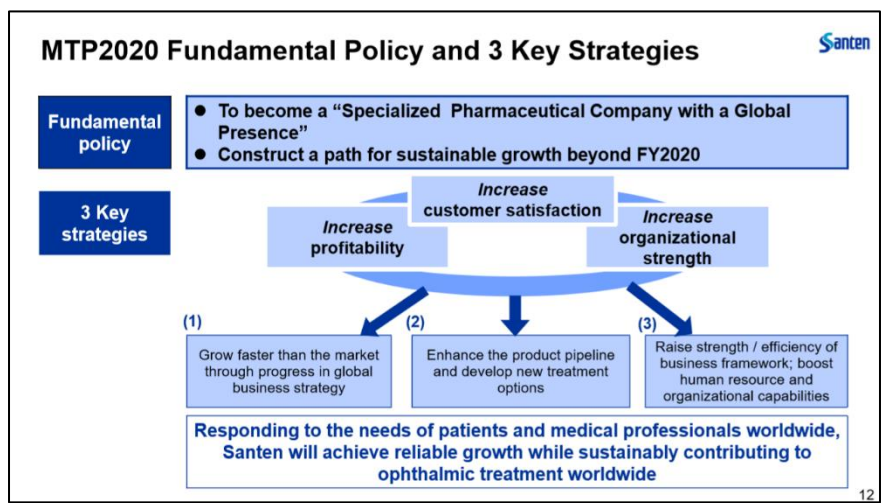 MTP2020 Fundamental Policy and 3 Key Strategies
Santen
Fundamental
policy
● To become a “Specialized Pharmaceutical Company with a Global
Presence”
● Construct a path for sustainable growth beyond FY2020
3 Key
strategies
Increase
customer satisfaction
Increase
profitability
Increase
organizational
strength
(1)
Grow faster than the market
through progress in global
business strategy
(2)
Enhance the product pipeline
and develop new treatment
options
(3)
Raise strength / efficiency of
business framework; boost
human resource and
organizational capabilities
Responding to the needs of patients and medical professionals worldwide,
Santen will achieve reliable growth while sustainably contributing to
ophthalmic treatment worldwide
12